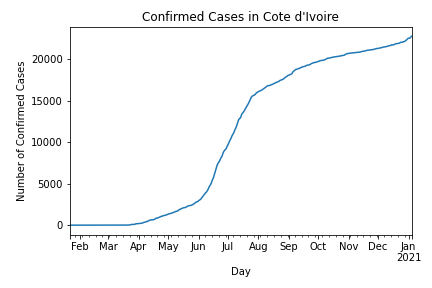 Confirmed Cases in Cote d'Ivoire
Number of Confirmed Cases
20000
15000
10000
5000
0
Feb Mar Apr May Jun Jul Aug Sep Oct Nov Dec Jan
2021
Day